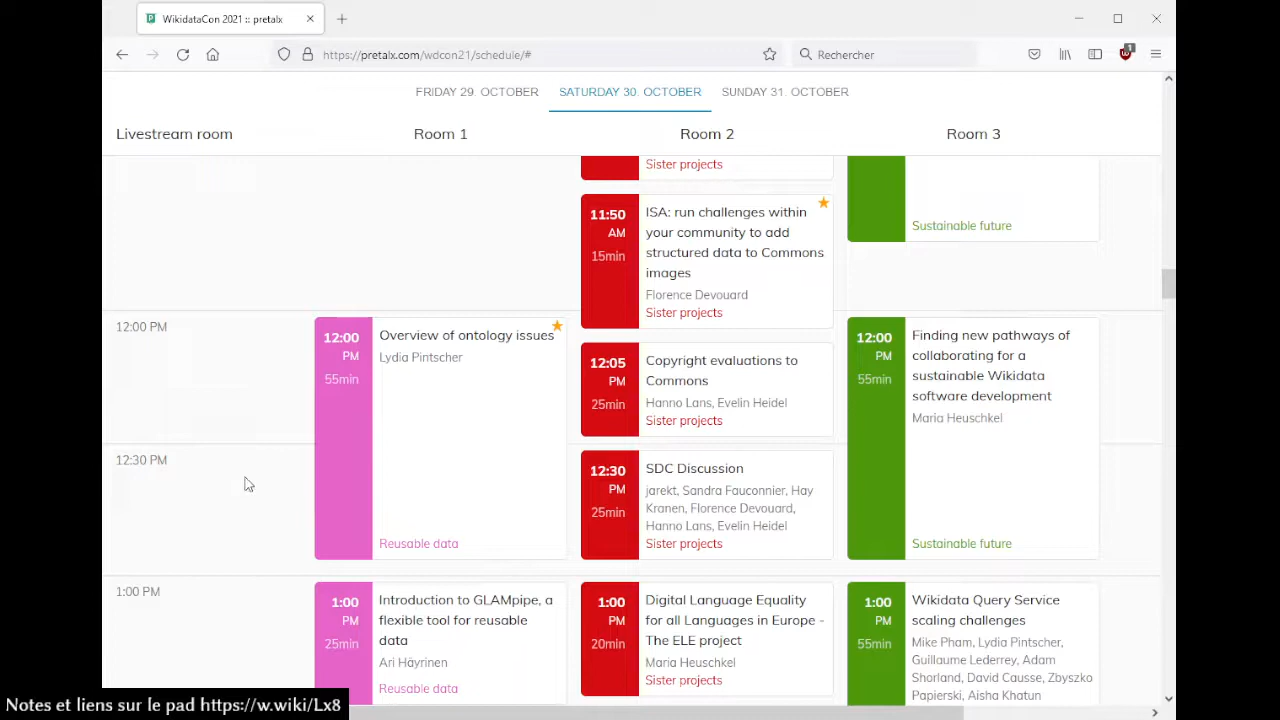 WikidataCon 2021 :: pretalx
https://pretalx.com/wdcon21/schedule/#
Rechercher
1
FRIDAY 29. OCTOBER
SATURDAY 30. OCTOBER
SUNDAY 31. OCTOBER
Livestream room
Room 1
Room 2
Room 3
Sister projects
Sustainable future
11:50
AM
15min
ISA: run challenges within
your community to add
structured data to Commons
images
Florence Devouard
Sister projects
12:00 PM
12:00
PM
55min
Overview of ontology issues
Lydia Pintscher
Reusable data
12:05
PM
25min
Copyright evaluations to
Commons
Hanno Lans, Evelin Heidel
Sister projects
12:00
PM
55min
Finding new pathways of
collaborating for a
sustainable Wikidata
software development
Maria Heuschkel
Sustainable future
12:30 PM
12:30
PM
25min
SDC Discussion
jarekt, Sandra Fauconnier, Hay
Kranen, Florence Devouard,
Hanno Lans, Evelin Heidel
Sister projects
1:00 PM
1:00
PM
25min
Introduction to GLAMpipe, a
flexible tool for reusable
data
Ari Häyrinen
Reusable data
1:00
PM
20min
Digital Language Equality
for all Languages in Europe -
The ELE project
Maria Heuschkel
Sister projects
1:00
PM
55min
Wikidata Query Service
scaling challenges
Mike Pham, Lydia Pintscher,
Guillaume Lederrey, Adam
Shorland, David Causse, Zbyszko
Papierski, Aisha Khatun
Notes et liens sur le pad https://w.wiki/Lx8